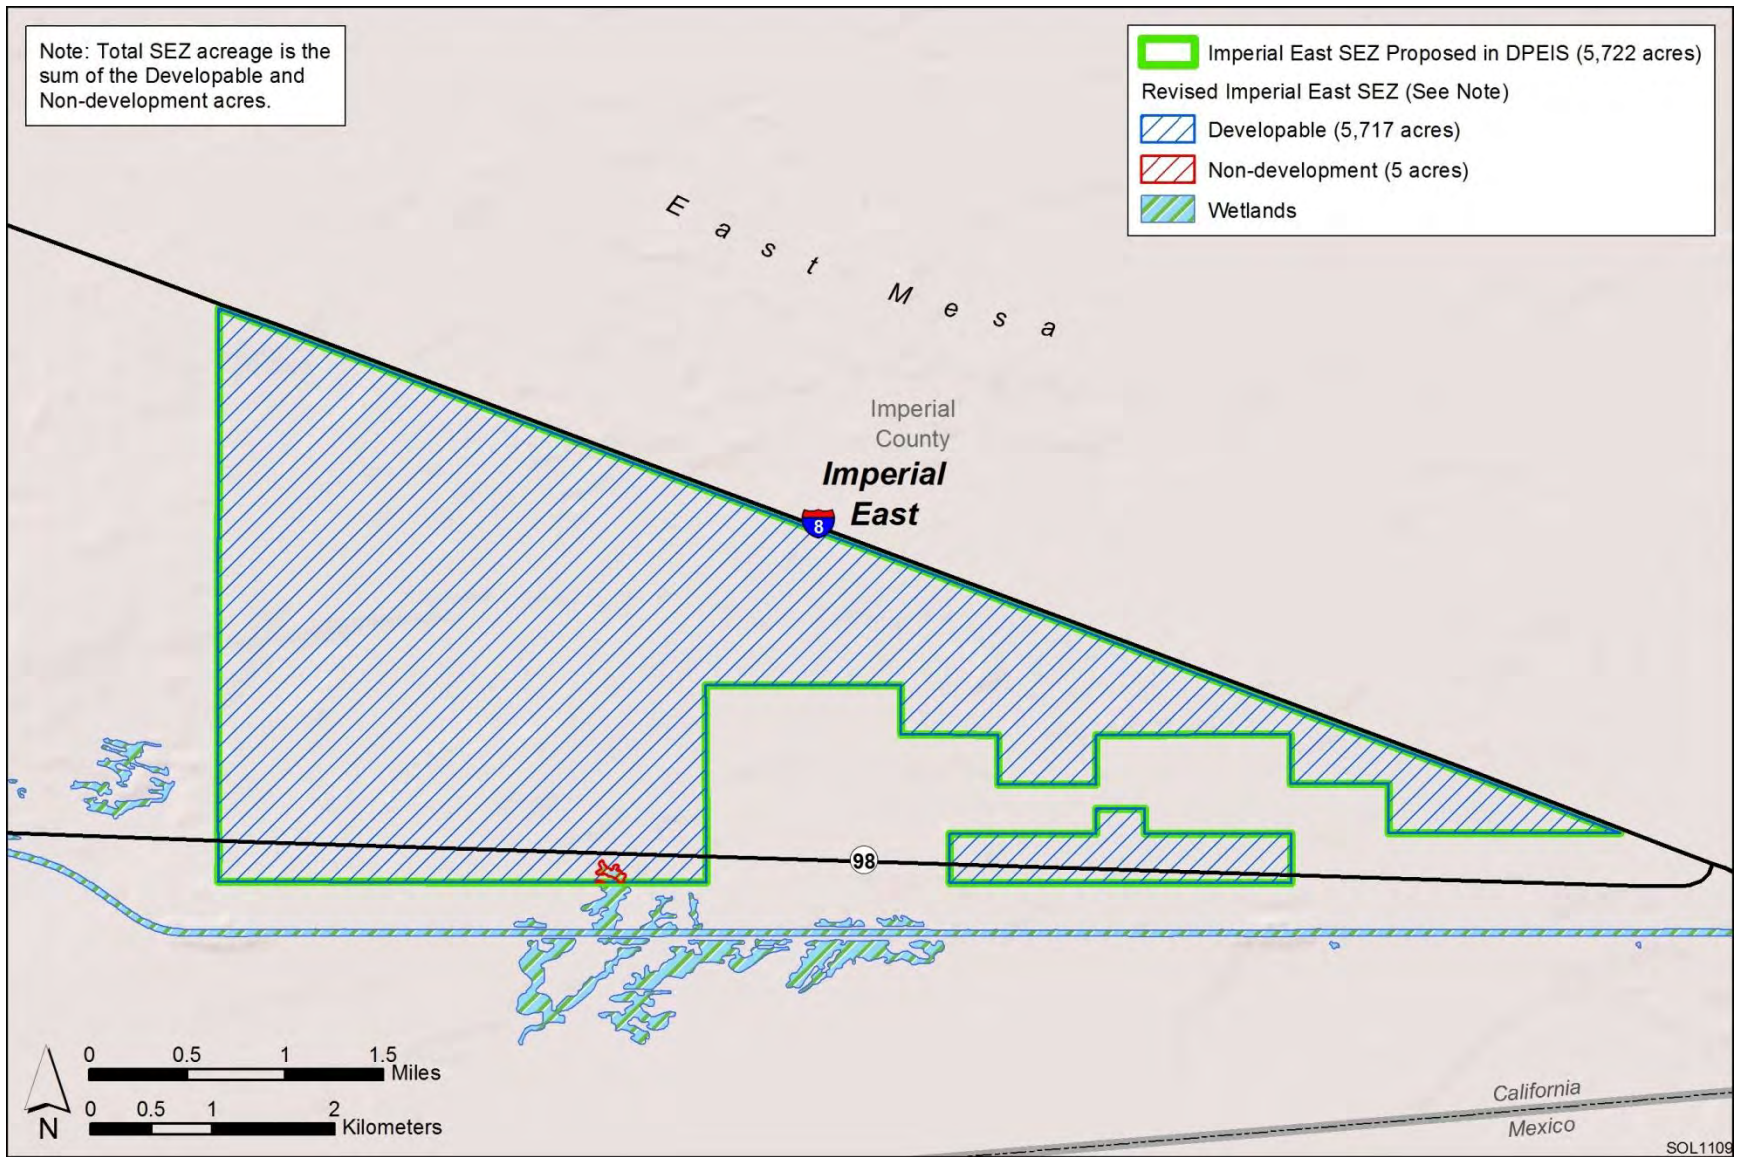 Note: Total SEZ acreage is the
sum of the Developable and
Non-development acres.
Imperial East SEZ Proposed in DPEIS (5,722 acres)
Revised Imperial East SEZ (See Note)
Developable (5,717 acres)
Non-development (5 acres)
Wetlands
East Mesa
Imperial
County
Imperial
East
8
98
0 0.5 1 1.5
Miles
0 0.5 1 2
Kilometers
N
California
Mexico
SOL1109